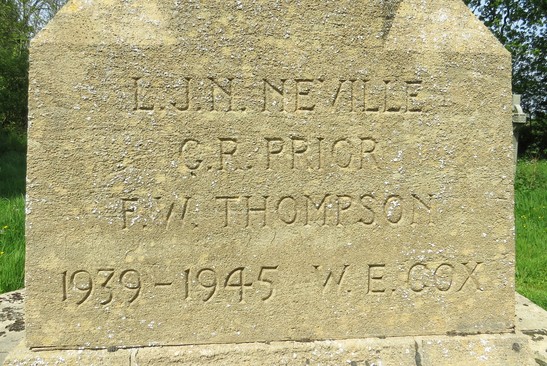 L.J.N. NEVILLE
G.R. PRIOR
F.W. THOMPSON
1939-1945 W.E. COX